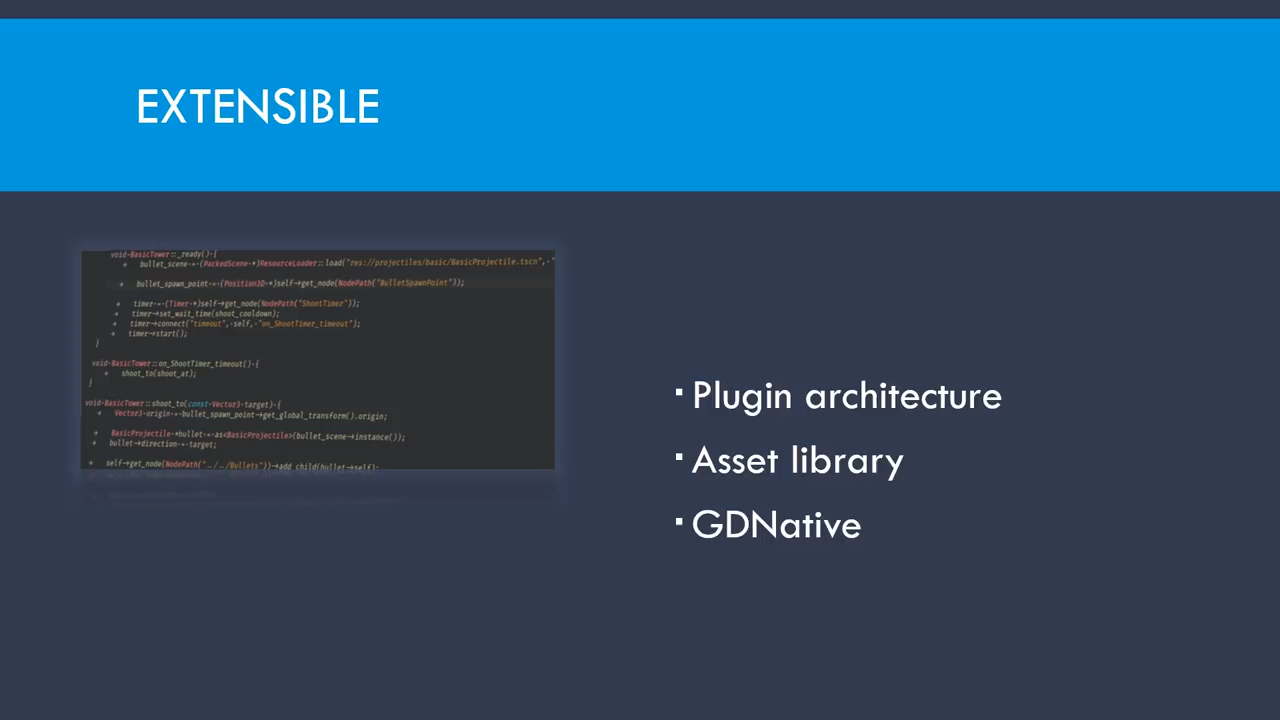 EXTENSIBLE
void·BasicTower::_ready()·{
bullet_scene·=·(PackedScene·*)ResourceLoader::load("res://projectiles/basic/BasicProjectile.tscn",·"
bullet_spawn_point·=·(Position3D·*)self->get_node(NodePath("BulletSpawnPoint"));
timer·=·(Timer·*)self->get_node(NodePath("ShootTimer"));
timer->set_wait_time(shoot_cooldown);
timer->connect("timeout",·self,·"on_ShootTimer_timeout");
timer->start();
}
void·BasicTower::on_ShootTimer_timeout()·{
shoot_to(shoot_at);
}
void·BasicTower::shoot_to(const·Vector3·target)·{
Vector3·origin·=·bullet_spawn_point->get_global_transform().origin;
BasicProjectile·*bullet·=·as<BasicProjectile>(bullet_scene->instance());
bullet->direction·=·target;
self->get_node(NodePath("../../Bullets"))->add_child(bullet->self);
▪ Plugin architecture
▪ Asset library
▪ GDNative